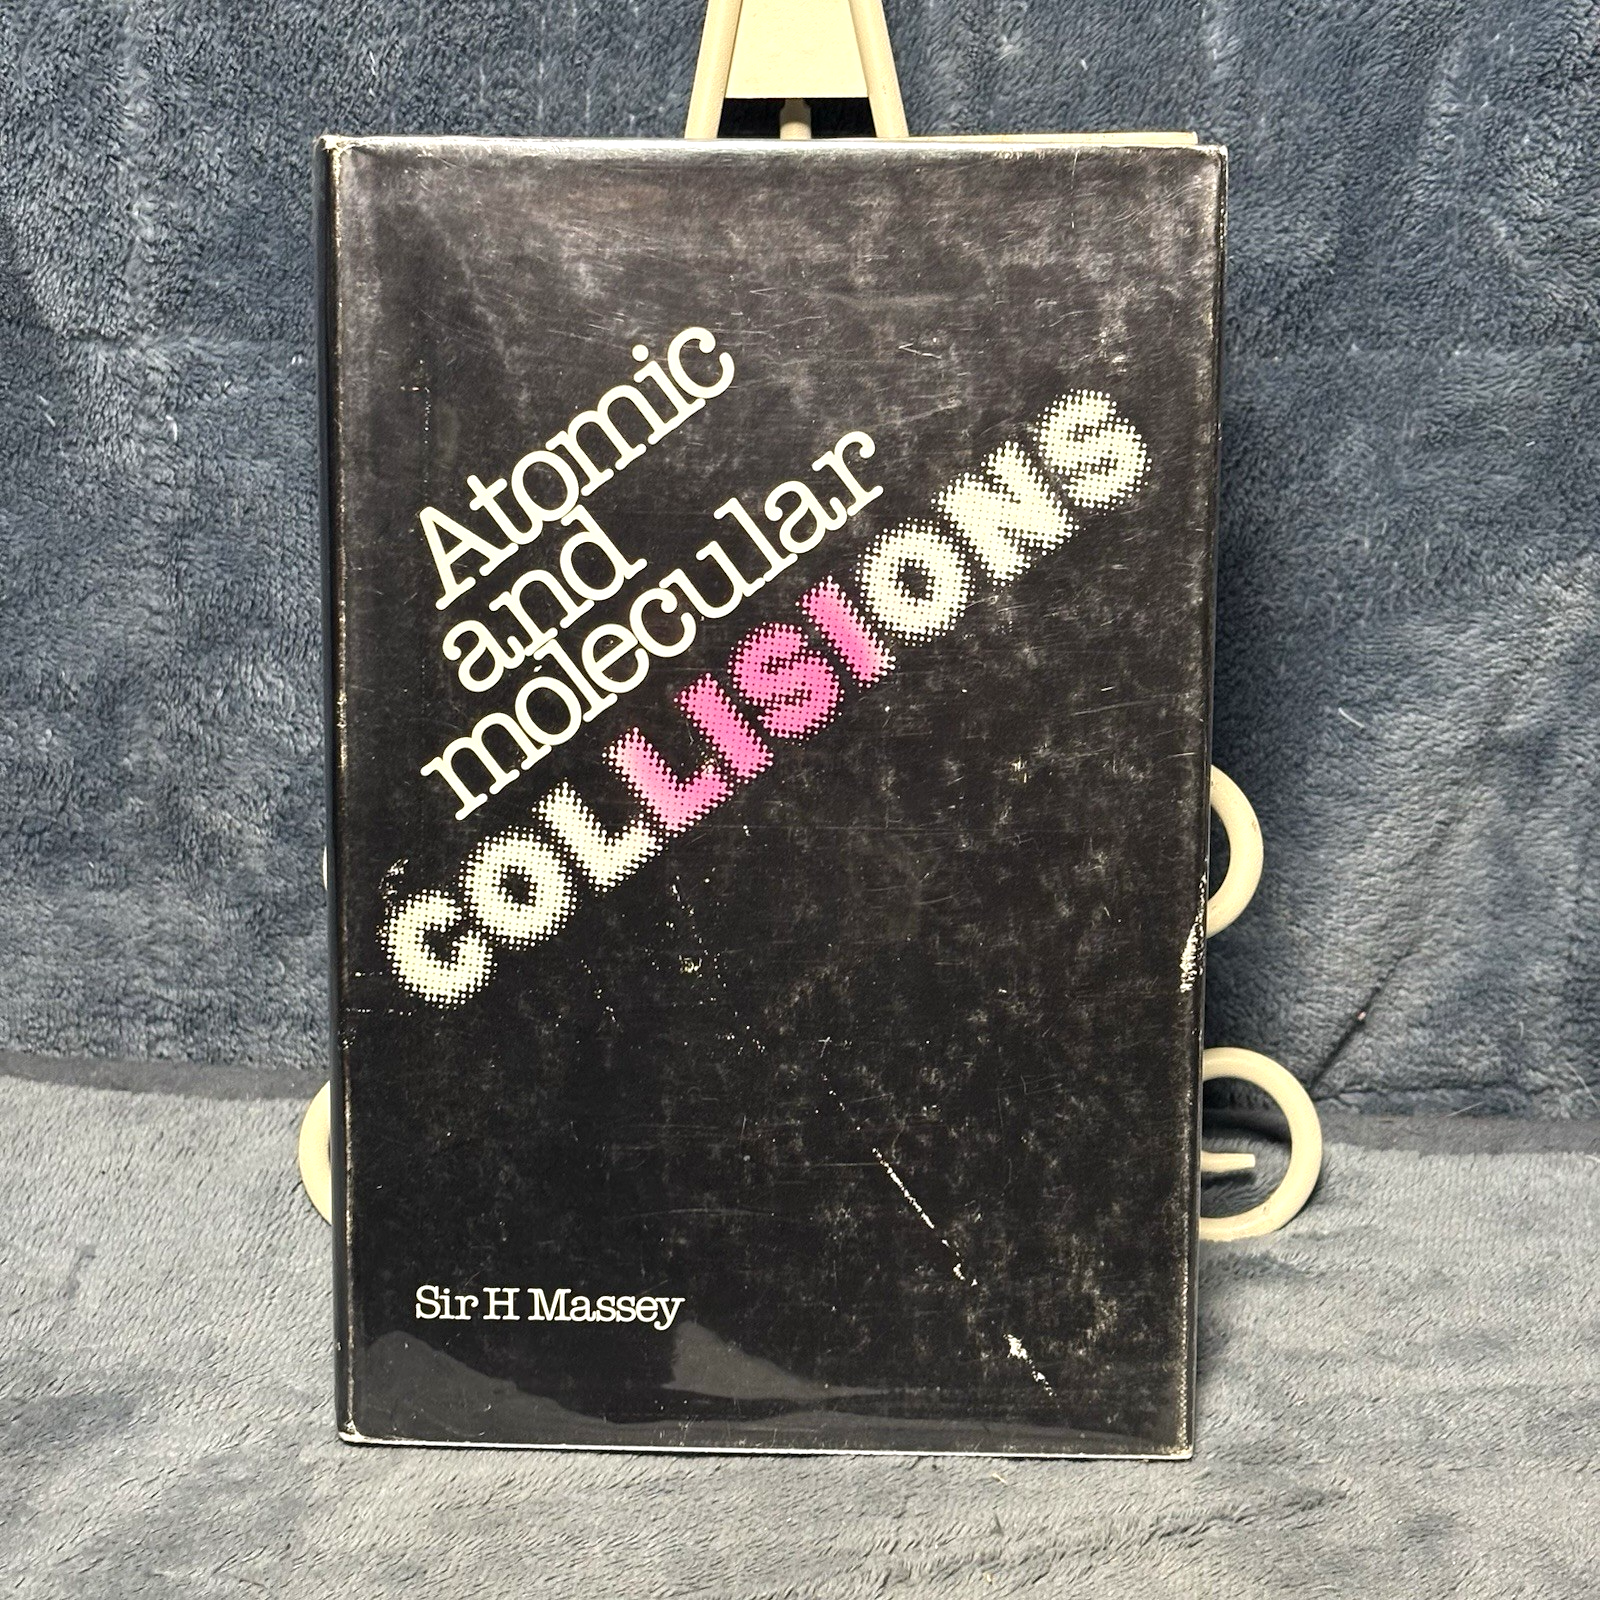 Atomic
and
molecular
COLLISIONS
Sir H Massey